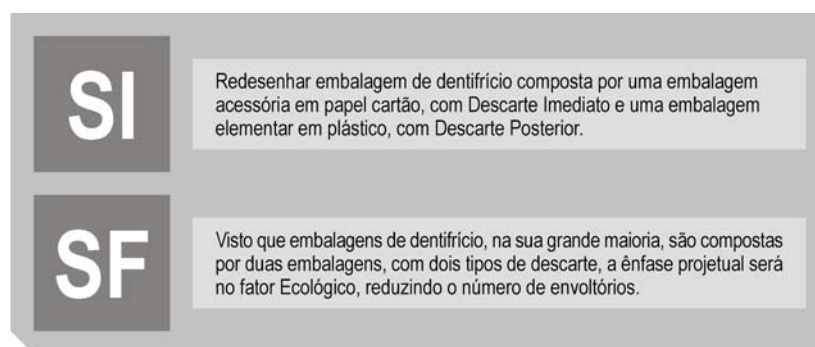 SI
Redesenhar embalagem de dentifrício composta por uma embalagem
acessória em papel cartão, com Descarte Imediato e uma embalagem
elementar em plástico, com Descarte Posterior.
SF
Visto que embalagens de dentifrício, na sua grande maioria, são compostas
por duas embalagens, com dois tipos de descarte, a ênfase projetual será
no fator Ecológico, reduzindo o número de envoltórios.